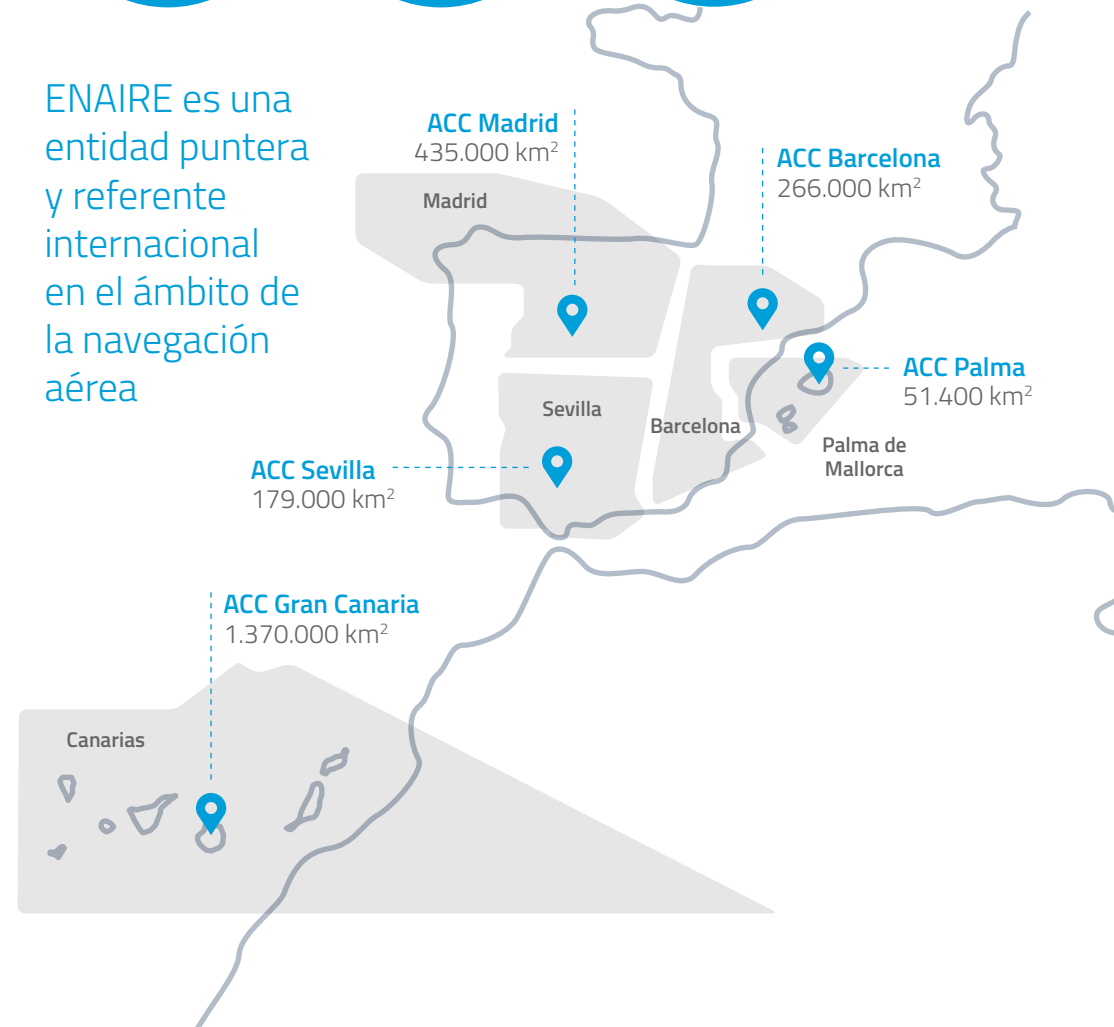 ENAIRE es una
entidad puntera
y referente
internacional
en el ámbito de
la navegación
aérea
ACC Madrid
435.000 km²
Madrid
ACC Barcelona
266.000 km²
ACC Palma
51.400 km²
Sevilla
Barcelona
Palma de
Mallorca
ACC Sevilla
179.000 km²
ACC Gran Canaria
1.370.000 km²
Canarias